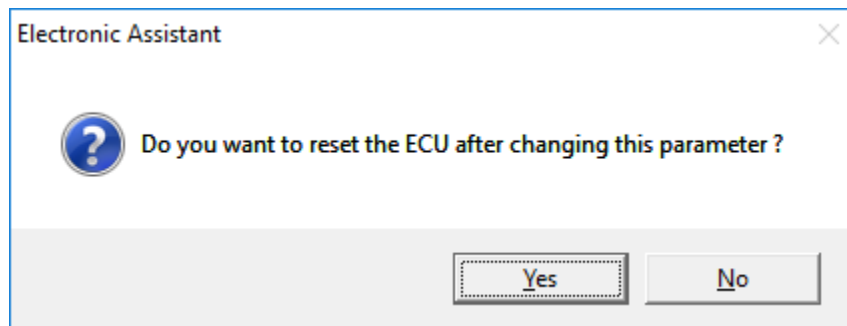 Electronic Assistant
Do you want to reset the ECU after changing this parameter ?
Yes
No